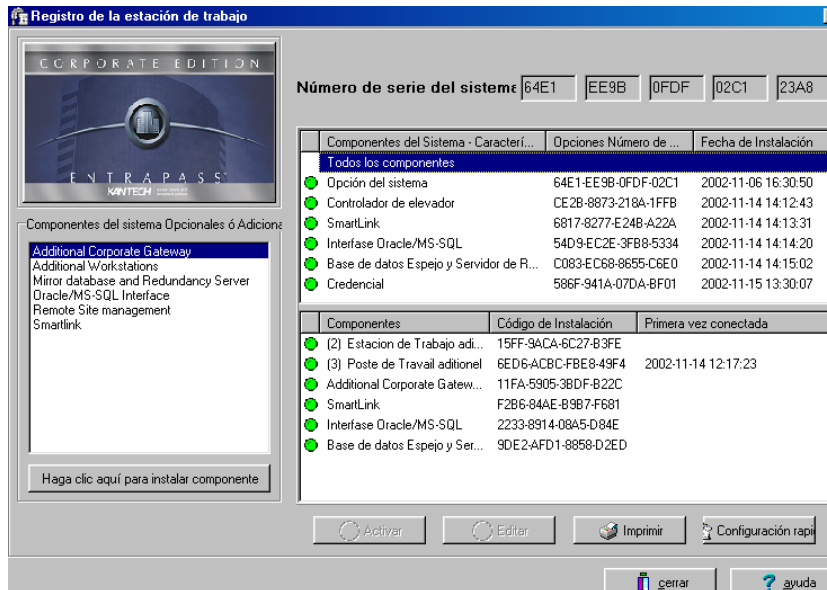 Registro de la estación de trabajo
CORPORATE EDITION
ENTRAPASS
KANTECH
Número de serie del sistema 64E1 EE9B 0FDF 02C1 23A8
Componentes del Sistema - Caracterí... Opciones Número de ... Fecha de Instalación
Todos los componentes
Opción del sistema 64E1-EE9B-0FDF-02C1 2002-11-06 16:30:50
Controlador de elevador CE2B-8873-218A-1FFB 2002-11-14 14:12:43
SmartLink 6817-8277-E24B-A22A 2002-11-14 14:13:31
Interfase Oracle/MS-SQL 54D9-EC2E-3FB8-5334 2002-11-14 14:14:20
Base de datos Espejo y Servidor de R... C083-EC68-8655-C6E0 2002-11-14 14:15:02
Credencial 586F-941A-07DA-BF01 2002-11-15 13:30:07
Componentes del sistema Opcionales ó Adiciona
Additional Corporate Gateway
Additional Workstations
Mirror database and Redundancy Server
Oracle/MS-SQL Interface
Remote Site management
Smartlink
Haga clic aquí para instalar componente
Componentes Código de Instalación Primera vez conectada
(2) Estacion de Trabajo adi... 15FF-9ACA-6C27-B3FE
(3) Poste de Travail aditionel 6ED6-ACBC-FBE8-49F4 2002-11-14 12:17:23
Additional Corporate Gatew... 11FA-5905-3BDF-B22C
SmartLink F2B6-84AE-B9B7-F681
Interfase Oracle/MS-SQL 2233-8914-08A5-D84E
Base de datos Espejo y Ser... 9DE2-AFD1-8858-D2ED
Activar Editar Imprimir Configuración rapi
cerrar ayuda